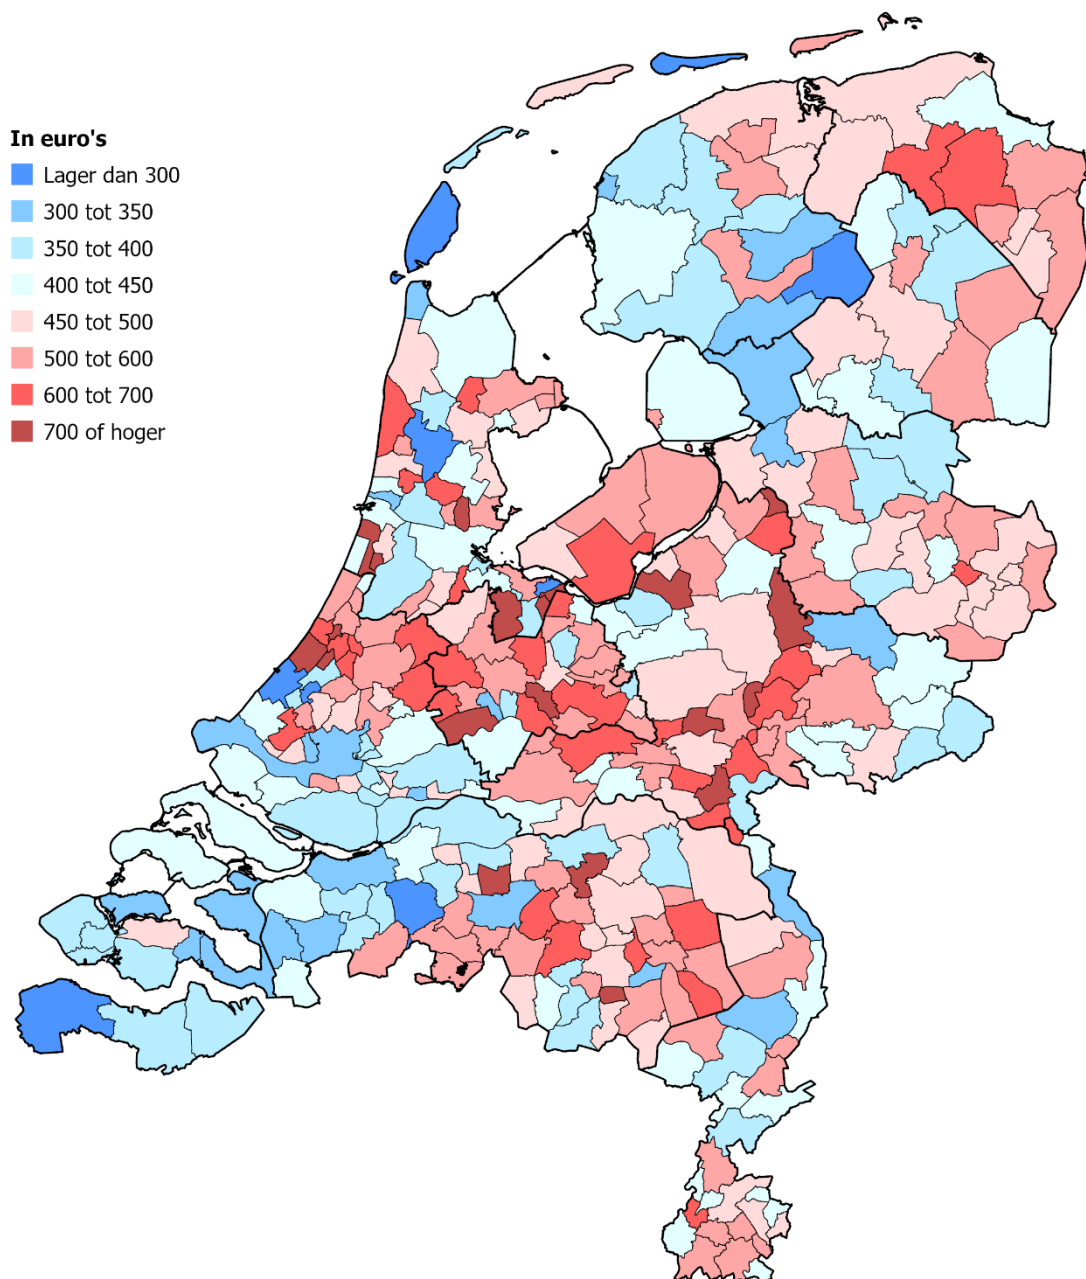 In euro's
Lager dan 300
300 tot 350
350 tot 400
400 tot 450
450 tot 500
500 tot 600
600 tot 700
700 of hoger